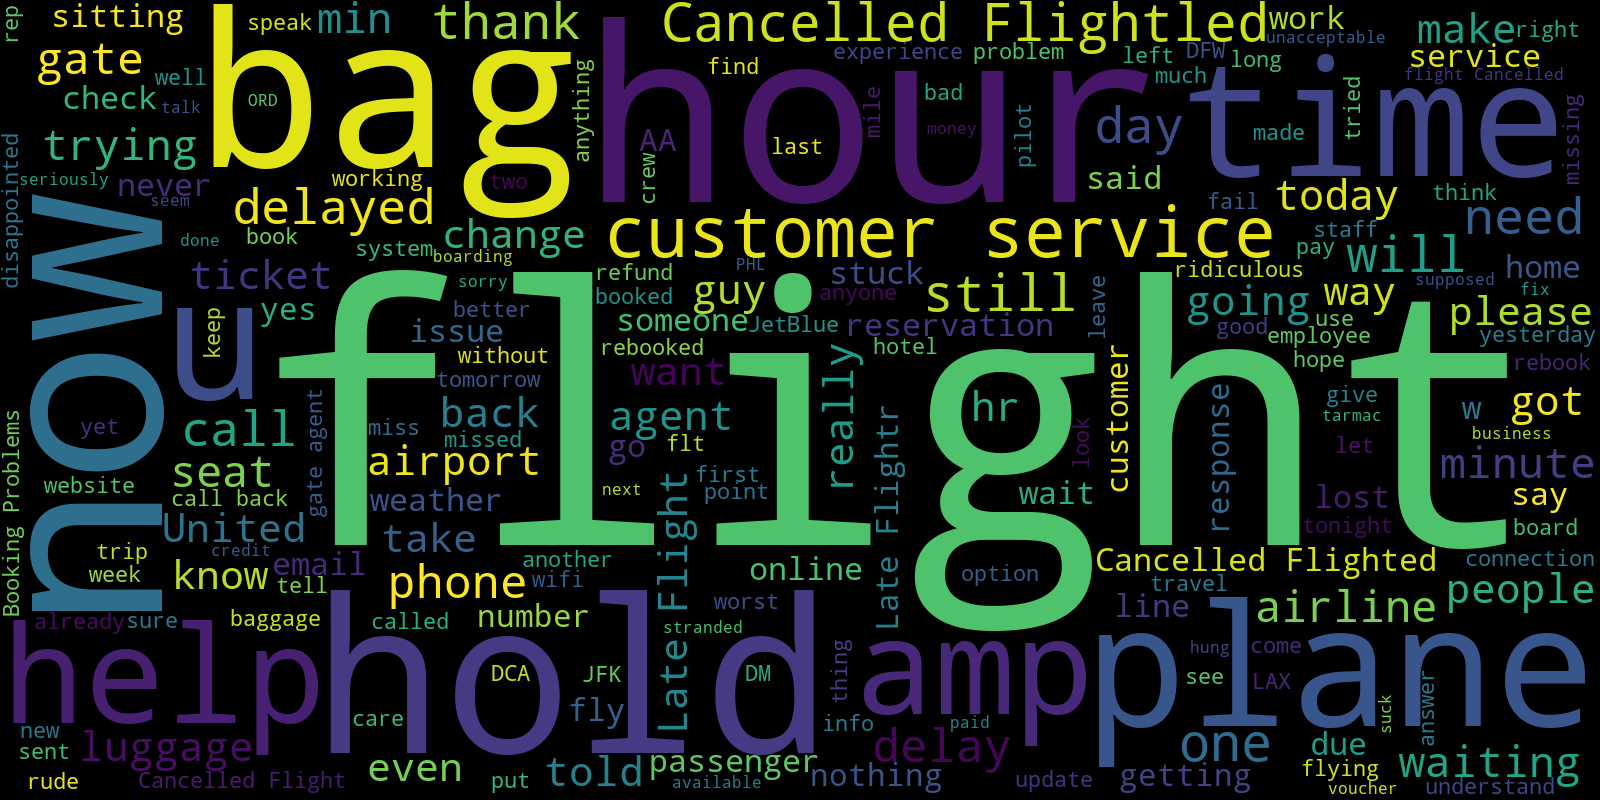 rep
sitting
speak
min
thank
Cancelled Flightled
work
make
right
unacceptable
gate
well
bag
experience
problem
left
DFW
long
service
find
much
flight Cancelled
check
talk
ORD
anything
hour
mile
bad
time
tried
missing
trying
AA
last
money
pilot
day
made
disappointed
seriously
never
working
two
crew
said
seem
delayed
customer service
fail
today
think
need
now
done
book
system
change
boarding
staff
pay
will
ticket
sorry
refund
PHL
stuck
ridiculous
home
supposed
u
yes
better
booked
guy
anyone
still
leave
going
way
fix
keep
issue
flight
someone
JetBlue
reservation
good
use
please
without
rebooked
hotel
employee
yesterday
tomorrow
want
really
customer
hope
rebook
yet
call
gate agent
miss
back
missed
agent
hr
response
give
w
got
tarmac
Booking Problems
seat
airport
go
flt
look
let
business
website
call back
weather
next
first
point
Late Flightr
wait
minute
lost
say
United
take
Late Flight
tonight
board
trip
credit
another
Cancelled Flighted
connection
week
know
email
tell
phone
wifi
online
option
travel
people
already
sure
baggage
called
number
worst
line
airline
help
hold
stranded
amp
plane
DCA
JFK
DM
thing
hung
come
see
LAX
new
care
fly
info
paid
suck
answer
sent
luggage
delay
one
due
waiting
rude
Cancelled Flight
even
put
told
passenger
available
nothing
update
getting
flying
voucher
understand